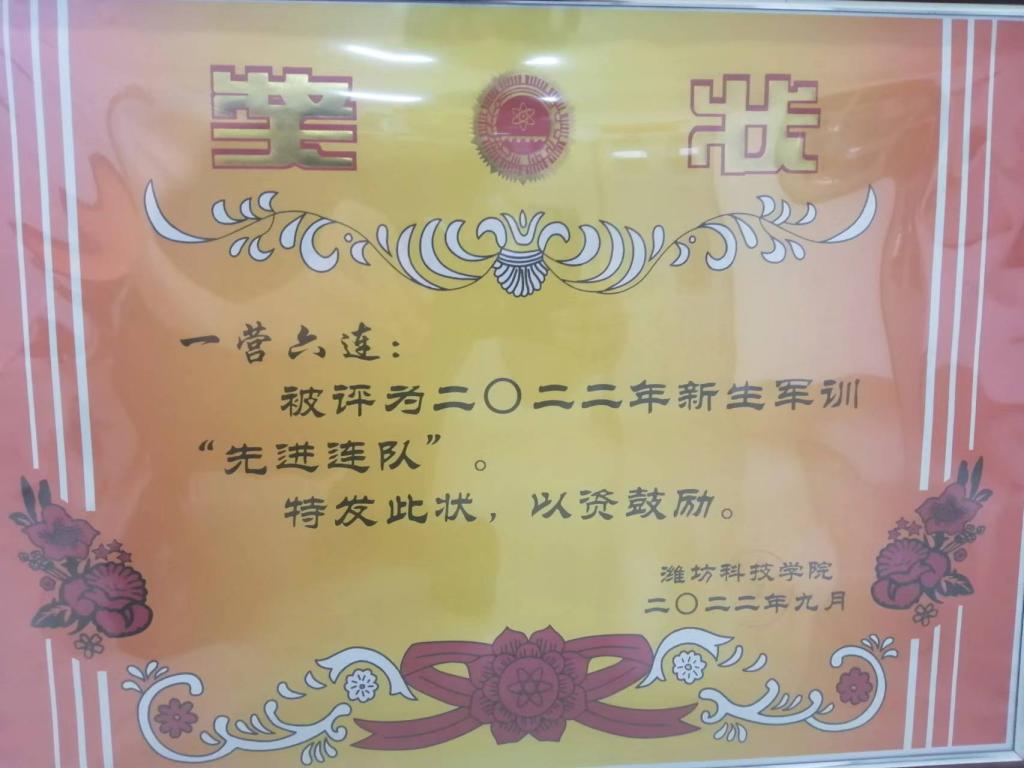 奖状
一营六连：
被评为二〇二二年新生军训
“先进连队”。
特发此状，以资鼓励。
潍坊科技学院
二〇二二年九月